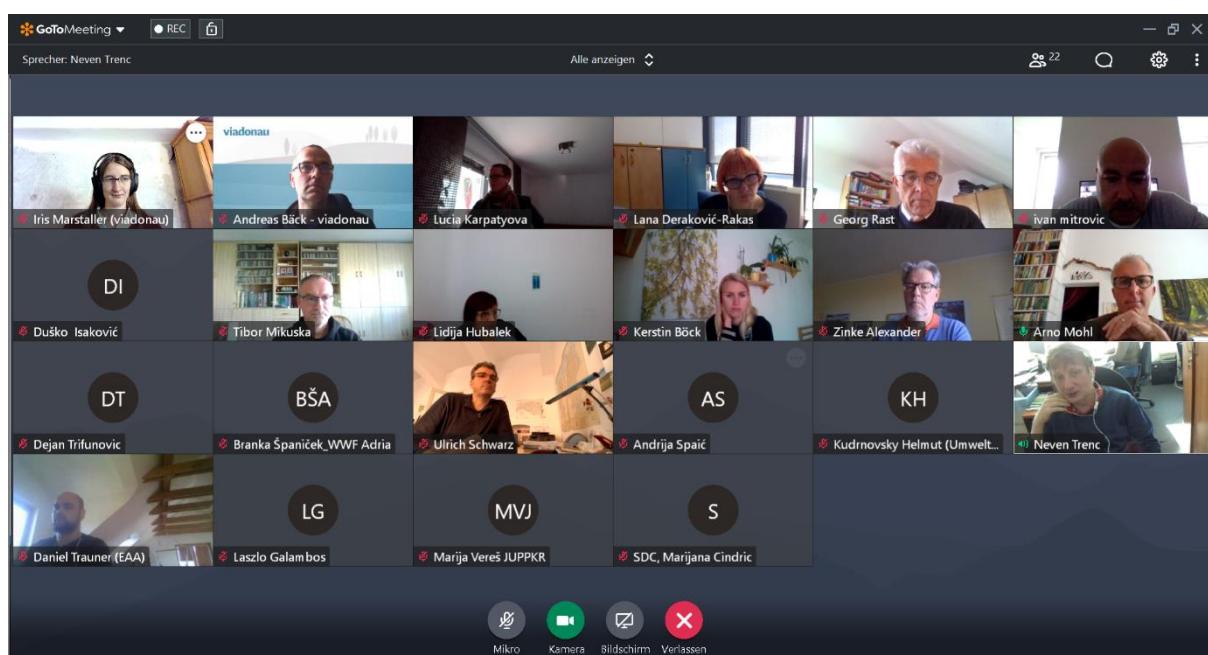 GoToMeeting
REC
Sprecher: Neven Trenc
Alle anzeigen
22
viadonau
Iris Marstaller (viadonau)
Andreas Bäck - viadonau
Lucia Karpatyova
Lana Deraković-Rakas
Georg Rast
ivan mitrovic
DI
Duško Isaković
Tibor Mikuska
Lidija Hubalek
Kerstin Böck
Zinke Alexander
Arno Mohl
DT
Dejan Trifunovic
BŠA
Branka Španiček_WWF Adria
Ulrich Schwarz
AS
Andrija Spaić
KH
Kudrnovsky Helmut (Umwelt...
Neven Trenc
Daniel Trauner (EAA)
LG
Laszlo Galambos
MVJ
Marija Vereš JUPPKR
S
SDC, Marijana Cindric
Mikro
Kamera
Bildschirm
Verlassen